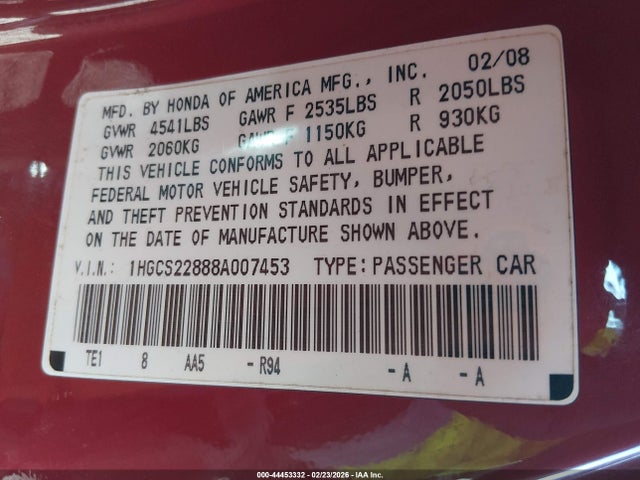 MFD. BY HONDA OF AMERICA MFG., INC. 02/08
GVWR 4541LBS GAWR F 2535LBS R 2050LBS
GVWR 2060KG GAWR F 1150KG R 930KG
THIS VEHICLE CONFORMS TO ALL APPLICABLE
FEDERAL MOTOR VEHICLE SAFETY, BUMPER,
AND THEFT PREVENTION STANDARDS IN EFFECT
ON THE DATE OF MANUFACTURE SHOWN ABOVE.
V.I.N.: 1HGCS22888A007453 TYPE: PASSENGER CAR
TE1 8 AA5 - R94 - A - A
000-44453332 - 02/23/2026 - IAA Inc.